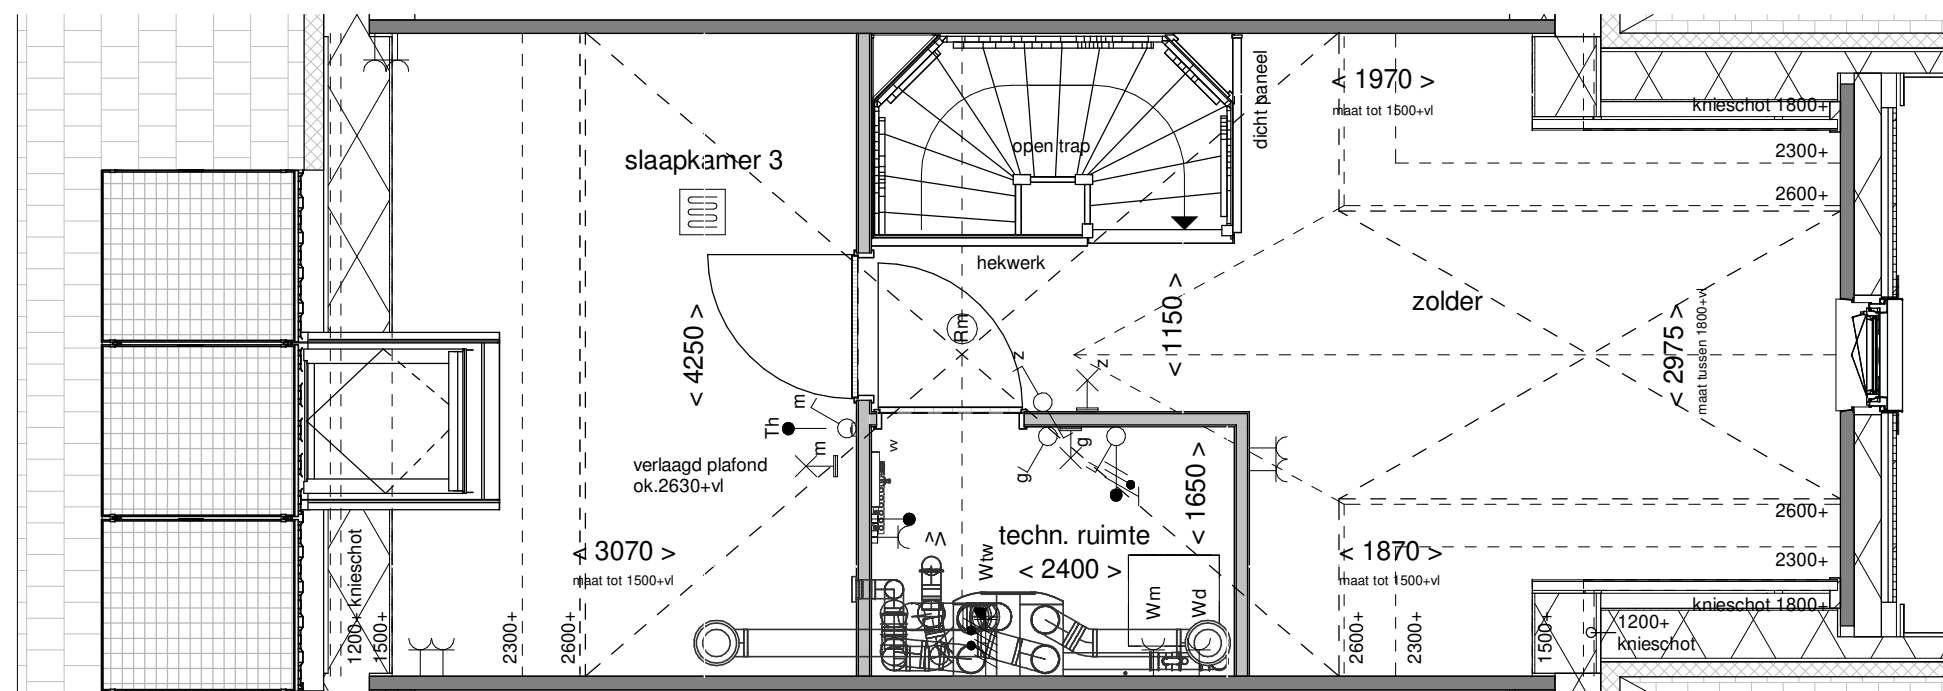 slaapkamer 3
< 4250 >
Th
m
m
verlaagd plafond
ok.2630+vl
< 3070 >
maat tot 1500+vl
1200+ knieschot
1500+
2300+
2600+
open trap
dicht paneel
hekwerk
Rm
z
z
< 1150 >
g
g
< 1650 >
techn. ruimte
< 2400 >
Wtw
Wm
Wd
zolder
< 1970 >
maat tot 1500+vl
knieschot 1800+
2300+
2600+
< 2975 >
maat tussen 1800+vl
2600+
2300+
knieschot 1800+
< 1870 >
maat tot 1500+vl
2600+
2300+
1500+
1200+
knieschot